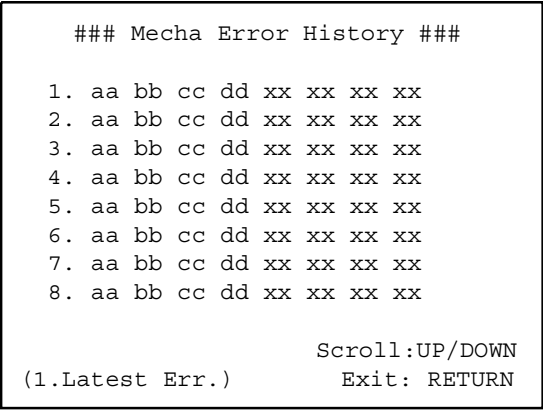 ### Mecha Error History ###
1. aa bb cc dd xx xx xx xx
2. aa bb cc dd xx xx xx xx
3. aa bb cc dd xx xx xx xx
4. aa bb cc dd xx xx xx xx
5. aa bb cc dd xx xx xx xx
6. aa bb cc dd xx xx xx xx
7. aa bb cc dd xx xx xx xx
8. aa bb cc dd xx xx xx xx
Scroll:UP/DOWN
(1.Latest Err.) Exit: RETURN